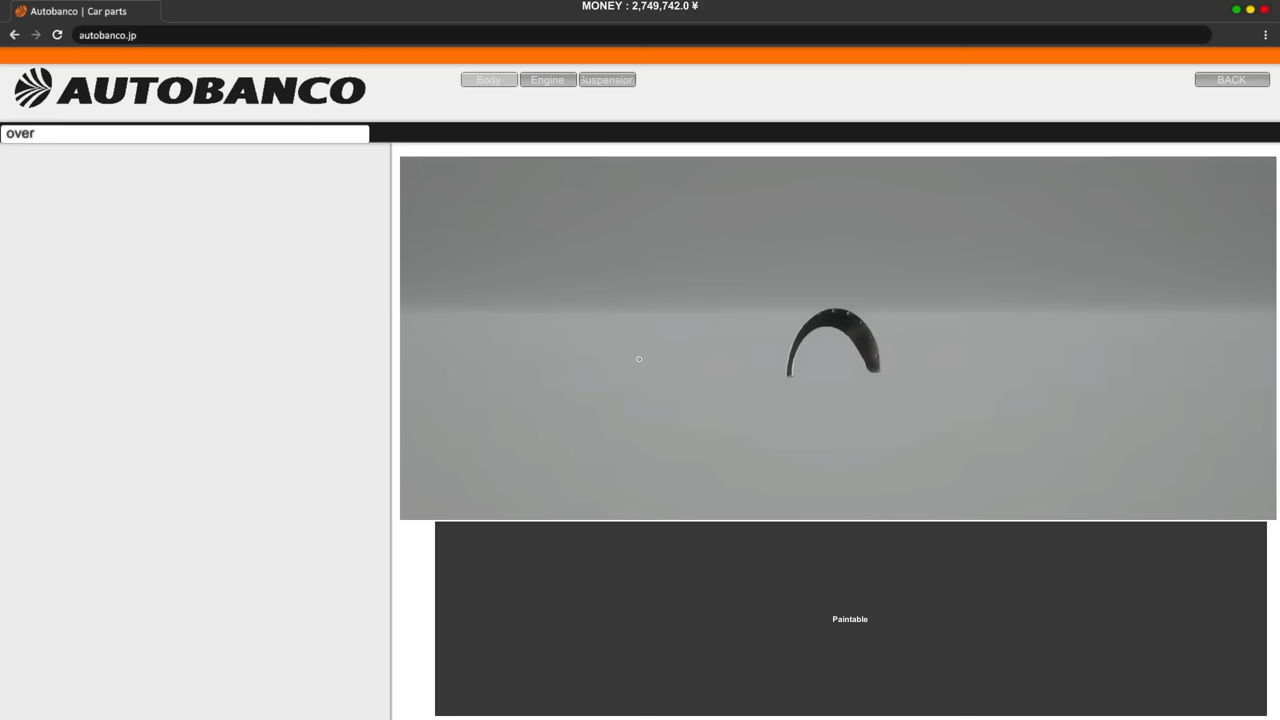 Autobanco | Car parts
MONEY : 2,749,742.0 ¥
autobanco.jp
AUTOBANCO
Body
Engine
Suspension
BACK
over
Paintable